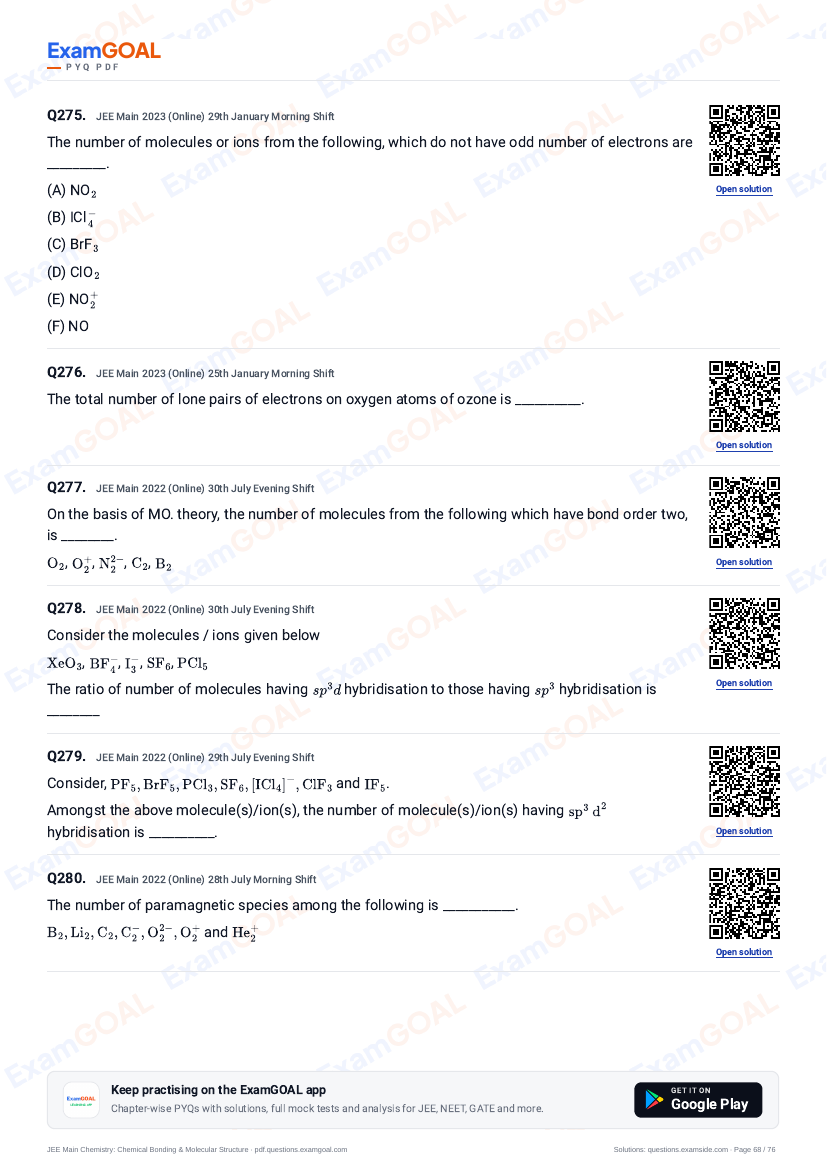 ExamGOAL
PYQ PDF
Q275. JEE Main 2023 (Online) 29th January Morning Shift
The number of molecules or ions from the following, which do not have odd number of electrons are
_________.
(A) NO₂
(B) ICl₄⁻
(C) BrF₃
(D) ClO₂
(E) NO₂⁺
(F) NO
Open solution
Q276. JEE Main 2023 (Online) 25th January Morning Shift
The total number of lone pairs of electrons on oxygen atoms of ozone is __________.
Open solution
Q277. JEE Main 2022 (Online) 30th July Evening Shift
On the basis of MO. theory, the number of molecules from the following which have bond order two,
is ________.
O₂, O₂⁺, N₂²⁻, C₂, B₂
Open solution
Q278. JEE Main 2022 (Online) 30th July Evening Shift
Consider the molecules / ions given below
XeO₃, BF₄⁻, I₃⁻, SF₆, PCl₅
The ratio of number of molecules having sp³d hybridisation to those having sp³ hybridisation is
________
Open solution
Q279. JEE Main 2022 (Online) 29th July Evening Shift
Consider, PF₅, BrF₅, PCl₃, SF₆, [ICl₄]⁻, ClF₃ and IF₅.
Amongst the above molecule(s)/ion(s), the number of molecule(s)/ion(s) having sp³ d²
hybridisation is __________.
Open solution
Q280. JEE Main 2022 (Online) 28th July Morning Shift
The number of paramagnetic species among the following is ___________.
B₂, Li₂, C₂, C₂⁻, O₂²⁻, O₂⁺ and He₂⁺
Open solution
ExamGOAL
Keep practising on the ExamGOAL app
Chapter-wise PYQs with solutions, full mock tests and analysis for JEE, NEET, GATE and more.
GET IT ON
Google Play
JEE Main Chemistry: Chemical Bonding & Molecular Structure · pdf.questions.examgoal.com
Solutions: questions.examside.com · Page 68 / 76